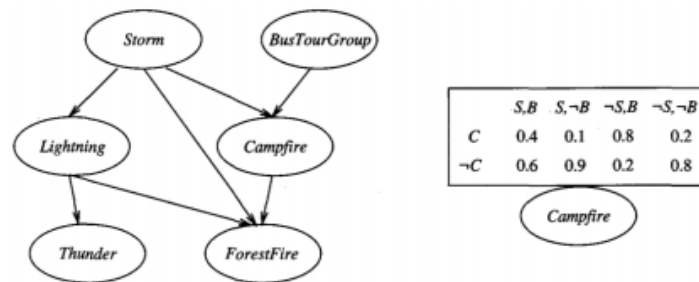 Storm
BusTourGroup
Lightning
Campfire
Thunder
ForestFire
S,B S,¬B ¬S,B ¬S,¬B
C 0.4 0.1 0.8 0.2
¬C 0.6 0.9 0.2 0.8
Campfire